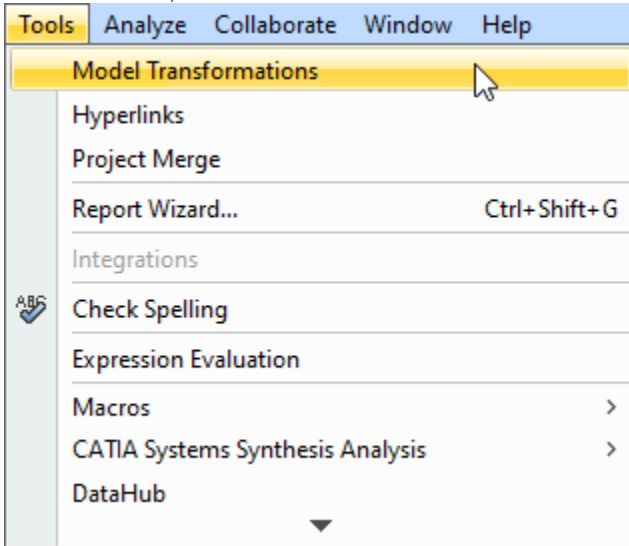 Tools Analyze Collaborate Window Help
Model Transformations
Hyperlinks
Project Merge
Report Wizard... Ctrl+Shift+G
Integrations
ABC
Check Spelling
Expression Evaluation
Macros
CATIA Systems Synthesis Analysis
DataHub